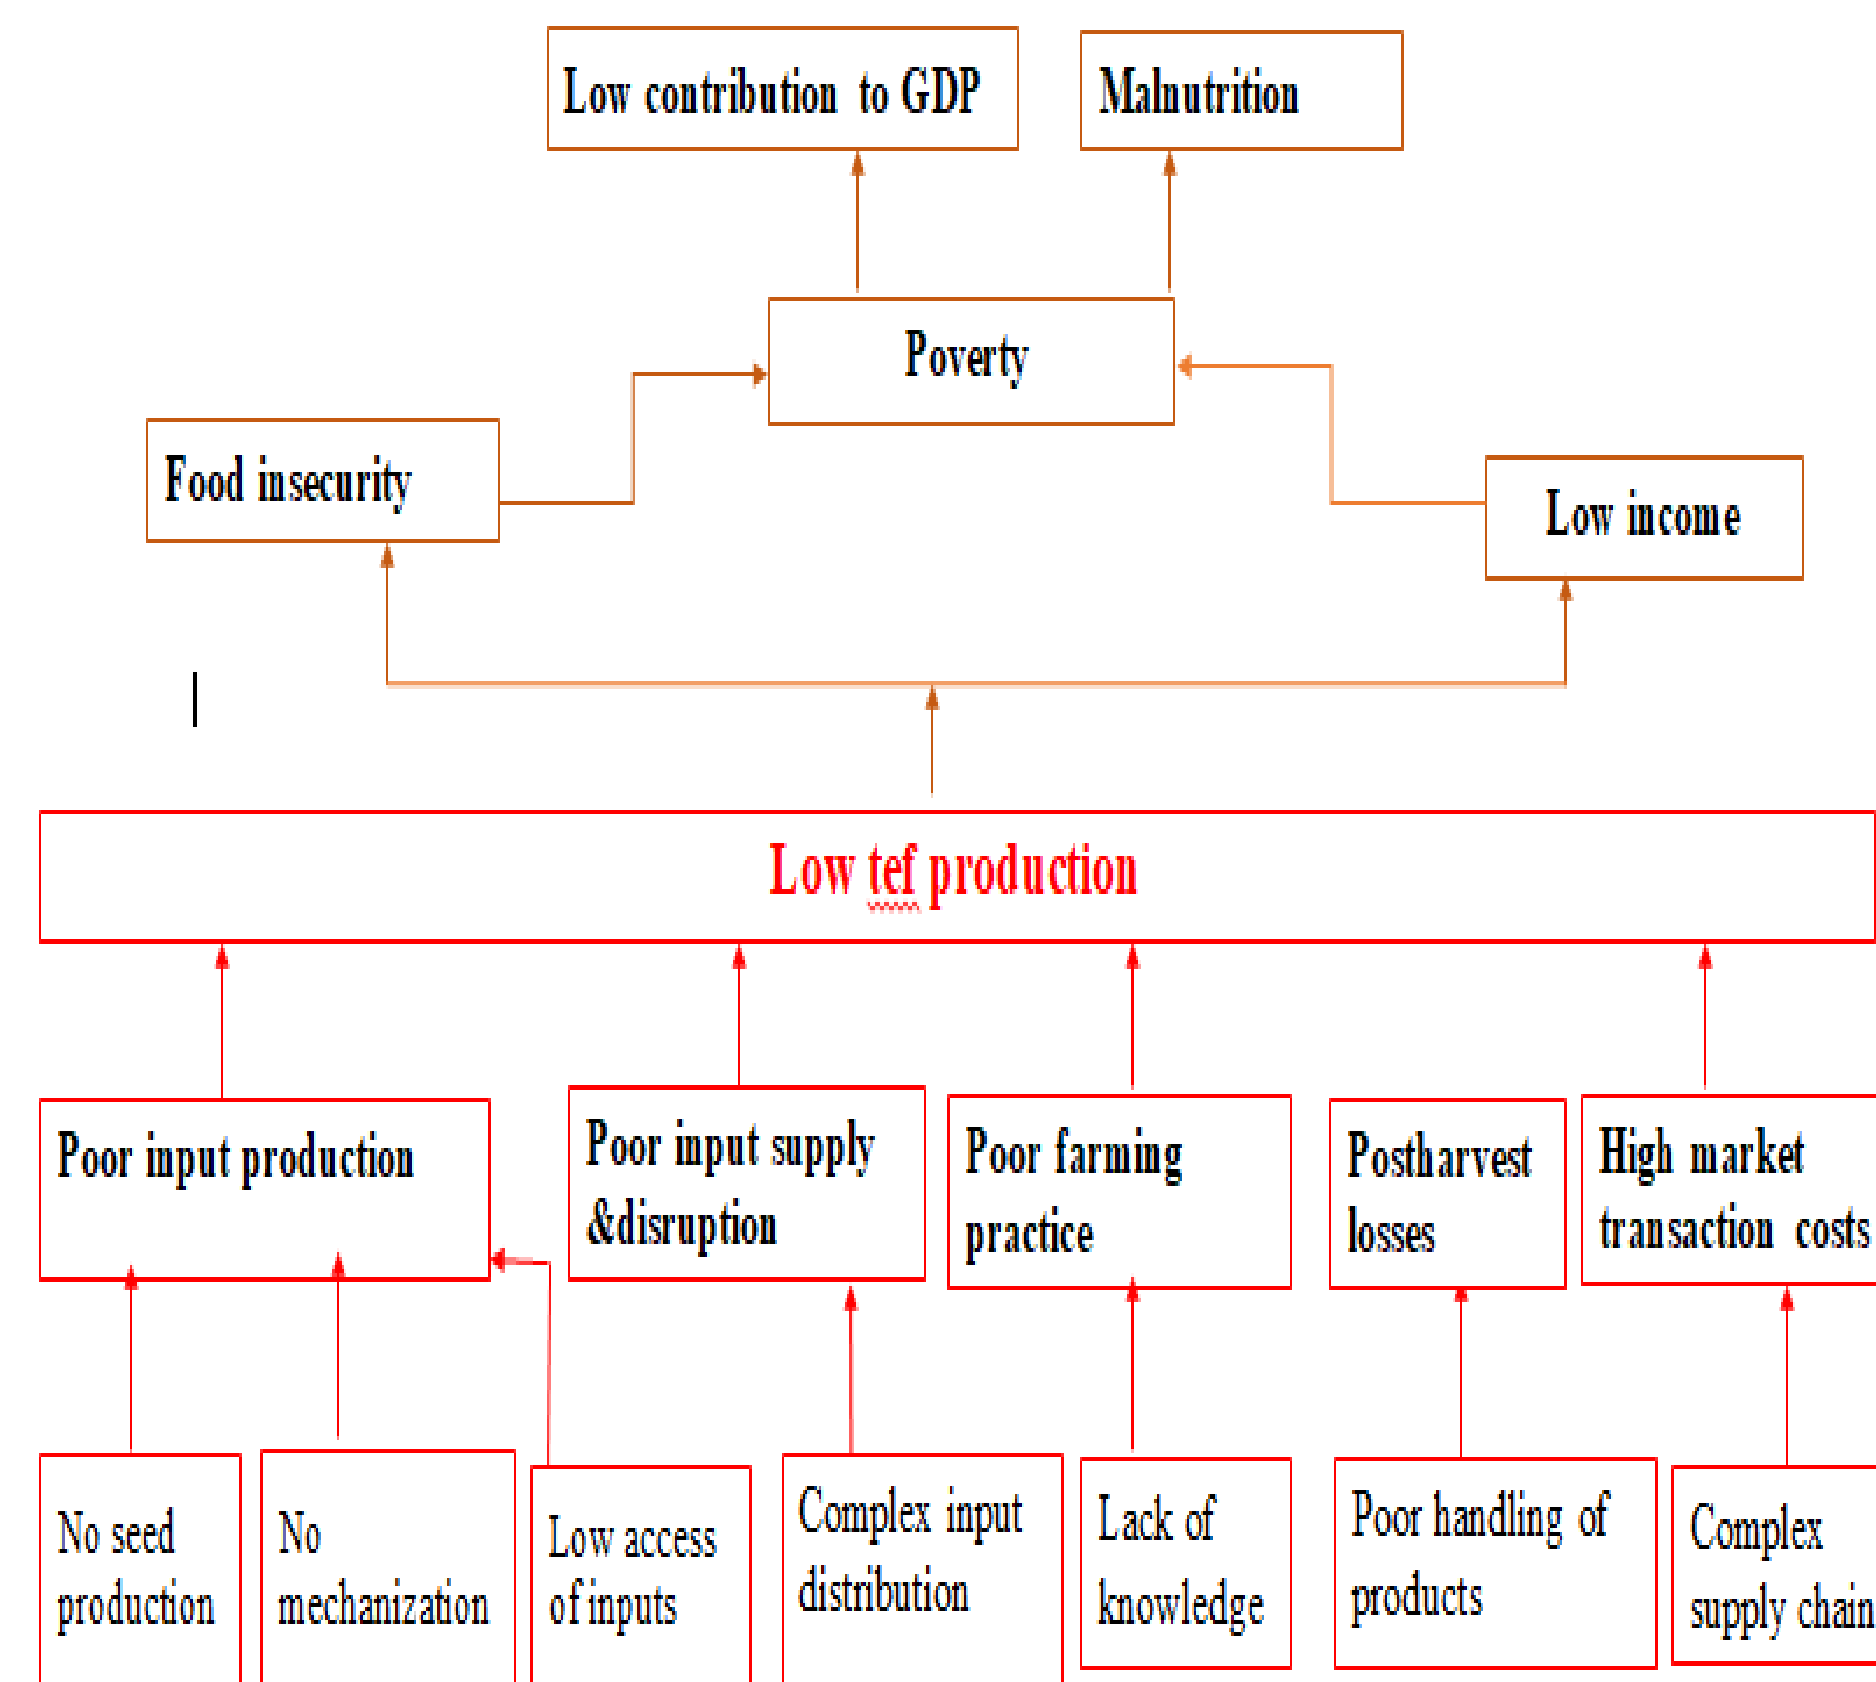 Low contribution to GDP
Malnutrition
Poverty
Food insecurity
Low income
Low tef production
Poor input production
Poor input supply
&disruption
Poor farming
practice
Postharvest
losses
High market
transaction costs
No seed
production
No
mechanization
Low access
of inputs
Complex input
distribution
Lack of
knowledge
Poor handling of
products
Complex
supply chain